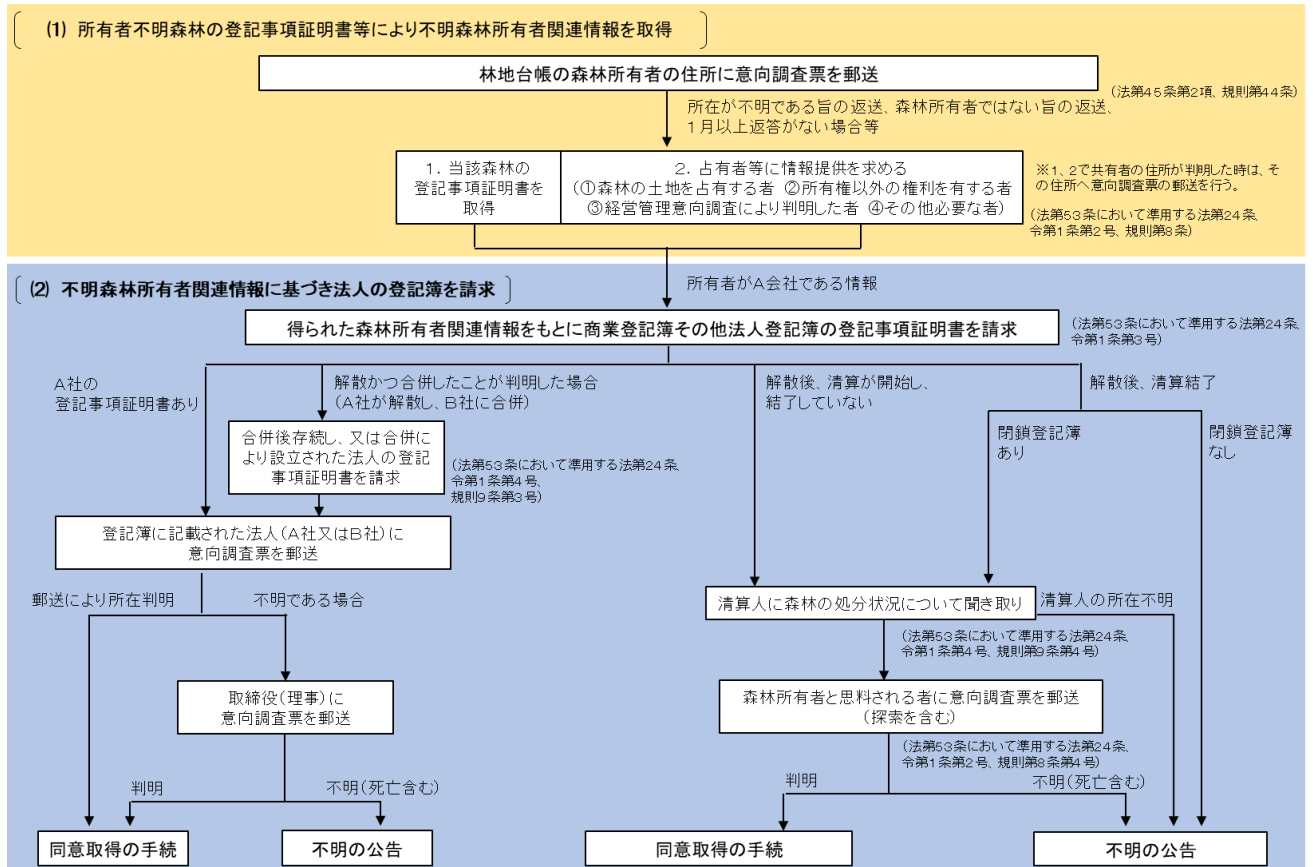 (1) 所有者不明森林の登記事項証明書等により不明森林所有者関連情報を取得
林地台帳の森林所有者の住所に意向調査票を郵送
(法第45条第2項、規則第44条)
所在が不明である旨の返送、森林所有者ではない旨の返送、
1月以上返答がない場合等
1. 当該森林の
登記事項証明書を
取得
2. 占有者等に情報提供を求める
(①森林の土地を占有する者 ②所有権以外の権利を有する者
③経営管理意向調査により判明した者 ④その他必要な者)
※1、2で共有者の住所が判明した時は、そ
の住所へ意向調査票の郵送を行う。
(法第53条において準用する法第24条、
令第1条第2号、規則第8条)
(2) 不明森林所有者関連情報に基づき法人の登記簿を請求
所有者がA会社である情報
得られた森林所有者関連情報をもとに商業登記簿その他法人登記簿の登記事項証明書を請求
(法第53条において準用する法第24条、
令第1条第3号)
A社の
登記事項証明書あり
解散かつ合併したことが判明した場合
(A社が解散し、B社に合併)
解散後、清算が開始し、
結了していない
解散後、清算結了
合併後存続し、又は合併に
より設立された法人の登記
事項証明書を請求
(法第53条において準用する法第24条、
令第1条第4号、
規則9条第3号)
閉鎖登記簿
あり
閉鎖登記簿
なし
登記簿に記載された法人(A社又はB社)に
意向調査票を郵送
郵送により所在判明
不明である場合
清算人に森林の処分状況について聞き取り
清算人の所在不明
(法第53条において準用する法第24条、
令第1条第4号、規則第9条第4号)
取締役(理事)に
意向調査票を郵送
森林所有者と思料される者に意向調査票を郵送
(探索を含む)
(法第53条において準用する法第24条、
令第1条第2号、規則第8条第4号)
判明
不明(死亡含む)
判明
不明(死亡含む)
同意取得の手続
不明の公告
同意取得の手続
不明の公告